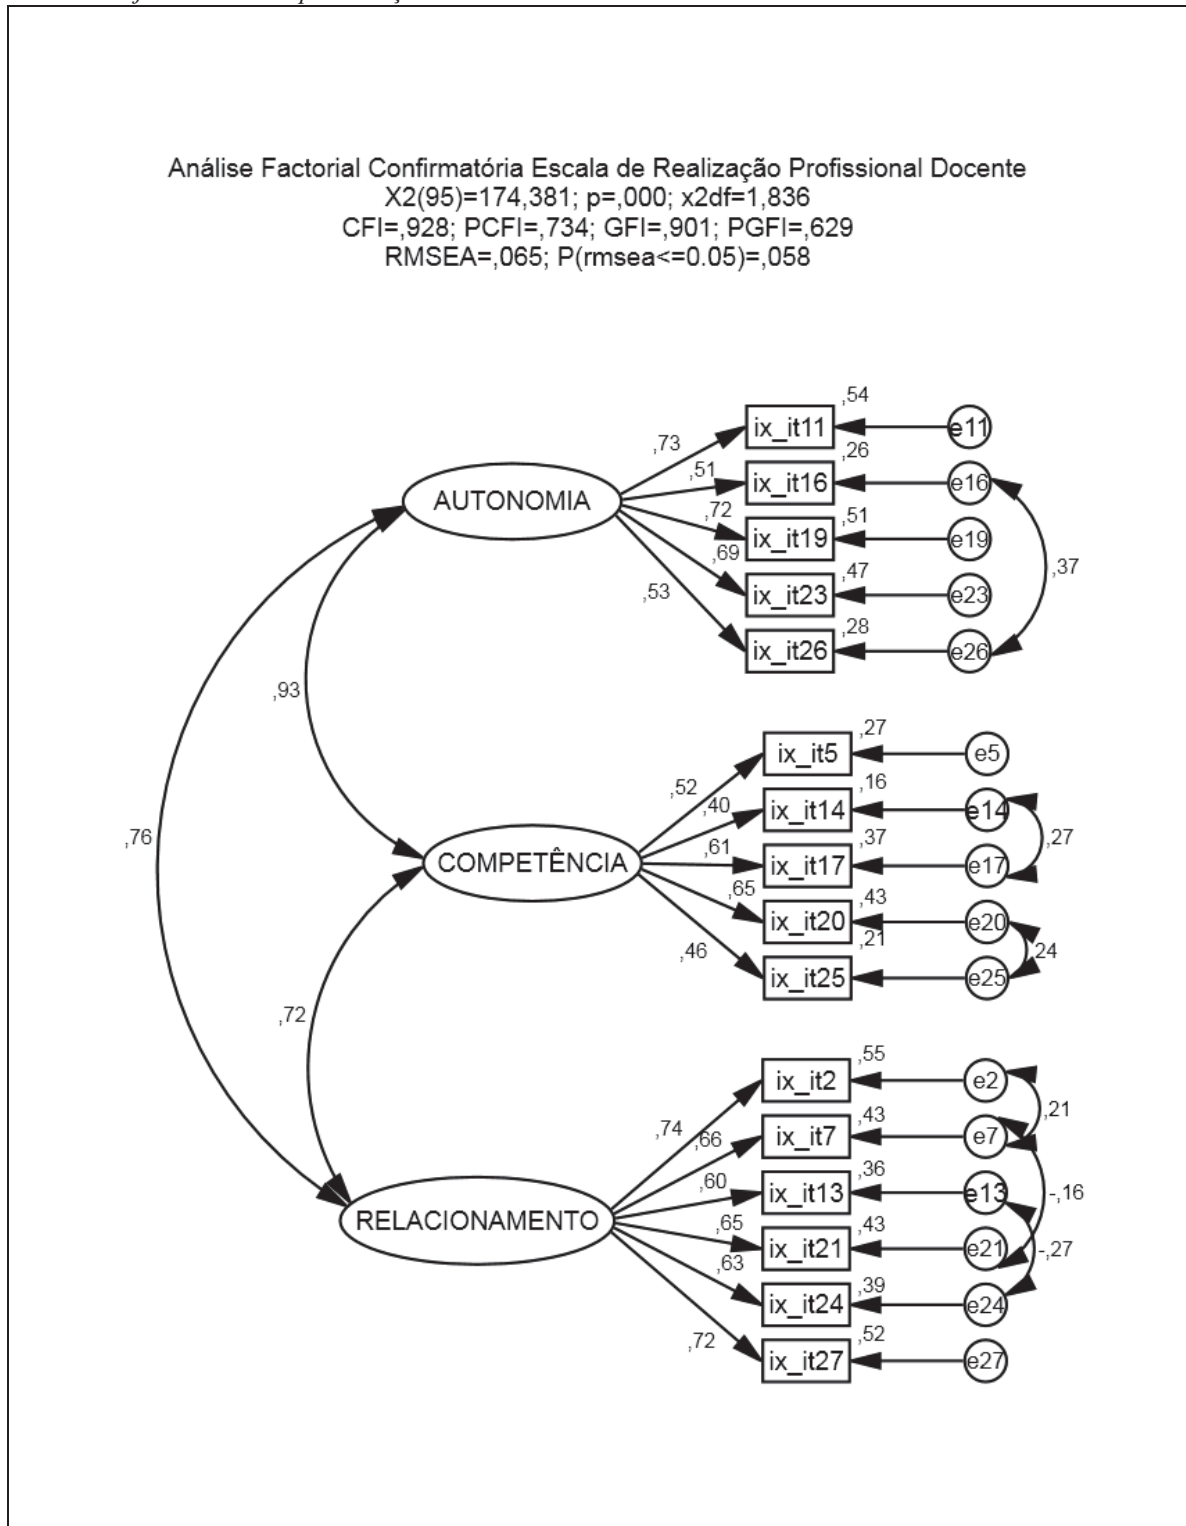 Análise Factorial Confirmatória Escala de Realização Profissional Docente
X2(95)=174,381; p=,000; x2df=1,836
CFI=,928; PCFI=,734; GFI=,901; PGFI=,629
RMSEA=,065; P(rmsea<=0.05)=,058
,54
ix_it11
e11
,73
,26
,51
ix_it16
e16
AUTONOMIA
,72
,51
ix_it19
e19
,69
,47
,37
,53
ix_it23
e23
,28
ix_it26
e26
,93
,27
ix_it5
e5
,52
,16
,40
ix_it14
e14
,76
,61
,37
,27
COMPETÊNCIA
ix_it17
e17
,65
,43
ix_it20
e20
,46
,21
24
ix_it25
e25
,72
,55
ix_it2
e2
,74
,66
,43
,21
ix_it7
e7
,60
,36
ix_it13
e13
-,16
RELACIONAMENTO
,65
,43
ix_it21
e21
-,27
,63
,39
ix_it24
e24
,72
,52
ix_it27
e27